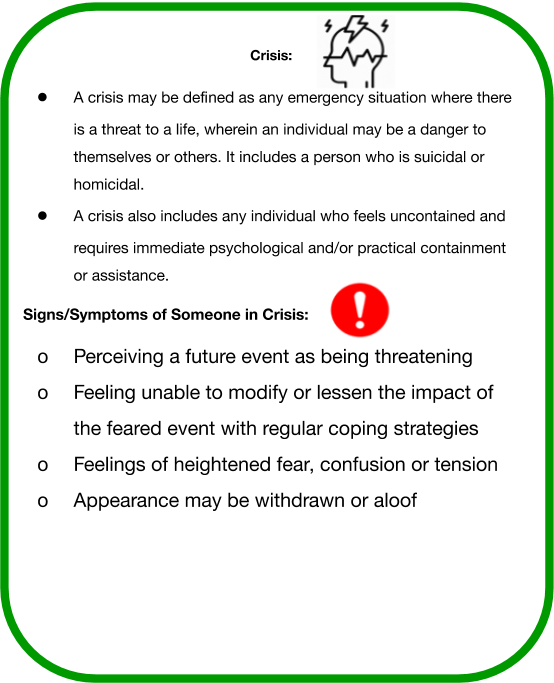 Crisis:
● A crisis may be defined as any emergency situation where there
is a threat to a life, wherein an individual may be a danger to
themselves or others. It includes a person who is suicidal or
homicidal.
● A crisis also includes any individual who feels uncontained and
requires immediate psychological and/or practical containment
or assistance.
Signs/Symptoms of Someone in Crisis:
o Perceiving a future event as being threatening
o Feeling unable to modify or lessen the impact of
the feared event with regular coping strategies
o Feelings of heightened fear, confusion or tension
o Appearance may be withdrawn or aloof